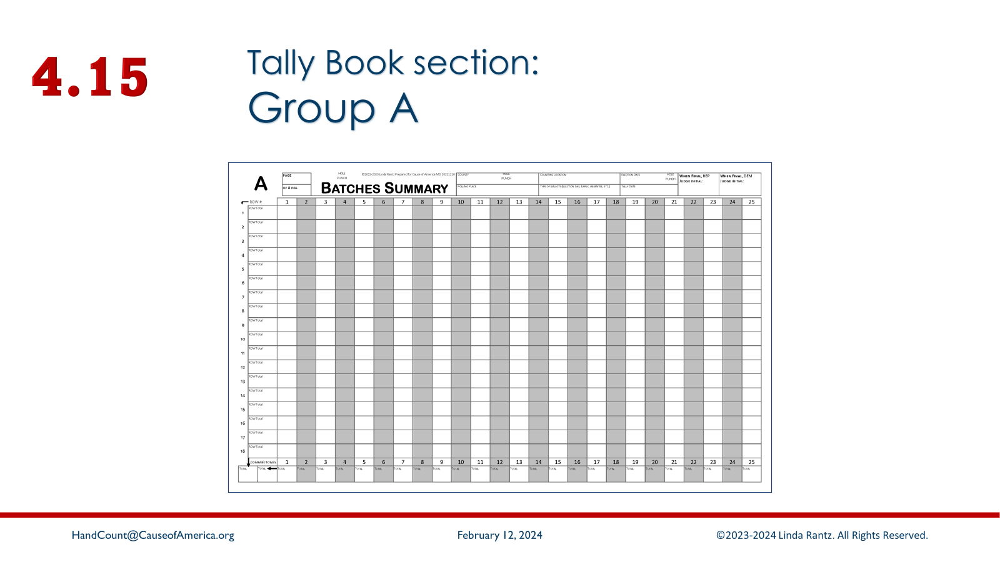 4.15
Tally Book section:
Group A
A
PAGE
OF # PGS
HOLE
PUNCH
©2022-2023 Linda Rantz Prepared for Cause of America MO 20221210
BATCHES SUMMARY
COUNTY
HOLE
PUNCH
POLLING PLACE
COUNTING LOCATION
TYPE OF BALLOTS (ELECTION DAY, EARLY, ABSENTEE, ETC.)
ELECTION DATE
HOLE
PUNCH
TALLY DATE
WHEN FINAL, REP
JUDGE INITIAL:
WHEN FINAL, DEM
JUDGE INITIAL:
ROW # 1 2 3 4 5 6 7 8 9 10 11 12 13 14 15 16 17 18 19 20 21 22 23 24 25
1 ROW Total
2 ROW Total
3 ROW Total
4 ROW Total
5 ROW Total
6 ROW Total
7 ROW Total
8 ROW Total
9 ROW Total
10 ROW Total
11 ROW Total
12 ROW Total
13 ROW Total
14 ROW Total
15 ROW Total
16 ROW Total
17 ROW Total
18 ROW Total
COMPARE TOTALS 1 2 3 4 5 6 7 8 9 10 11 12 13 14 15 16 17 18 19 20 21 22 23 24 25
TOTAL TOTAL TOTAL TOTAL TOTAL TOTAL TOTAL TOTAL TOTAL TOTAL TOTAL TOTAL TOTAL TOTAL TOTAL TOTAL TOTAL TOTAL TOTAL TOTAL TOTAL TOTAL TOTAL TOTAL TOTAL TOTAL TOTAL
HandCount@CauseofAmerica.org
February 12, 2024
©2023-2024 Linda Rantz. All Rights Reserved.